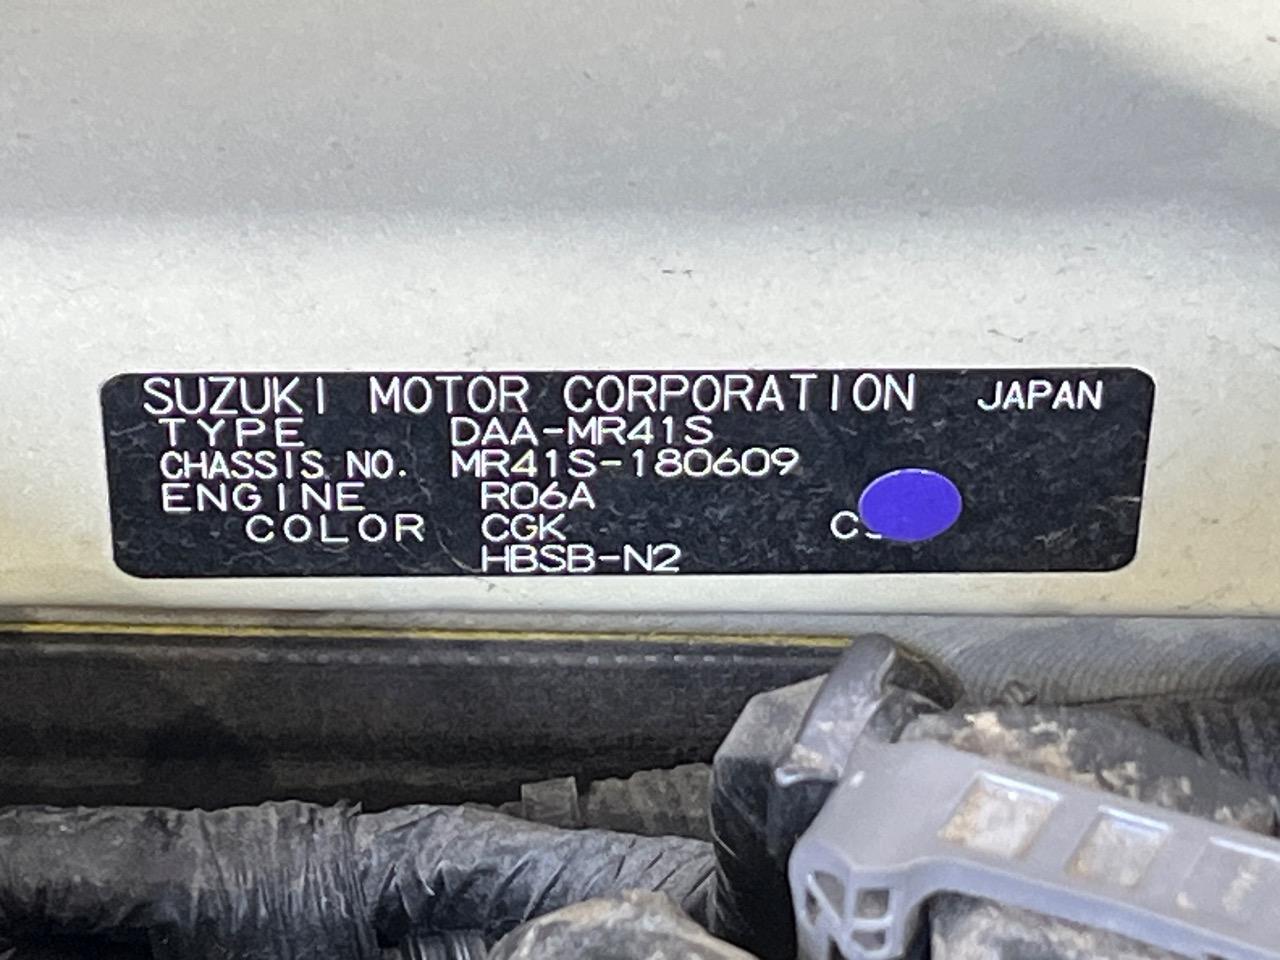 SUZUKI MOTOR CORPORATION JAPAN
TYPE DAA-MR41S
CHASSIS NO. MR41S-180609
ENGINE R06A
COLOR CGK
HBSB-N2